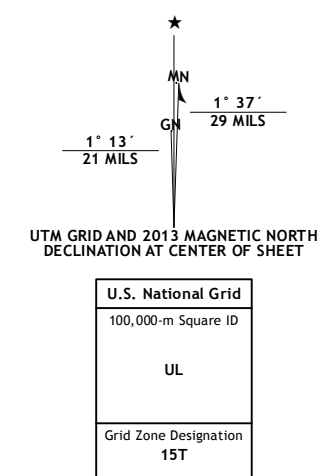 ★
MN
1° 37´
29 MILS
GN
1° 13´
21 MILS
UTM GRID AND 2013 MAGNETIC NORTH
DECLINATION AT CENTER OF SHEET
U.S. National Grid
100,000-m Square ID
UL
Grid Zone Designation
15T